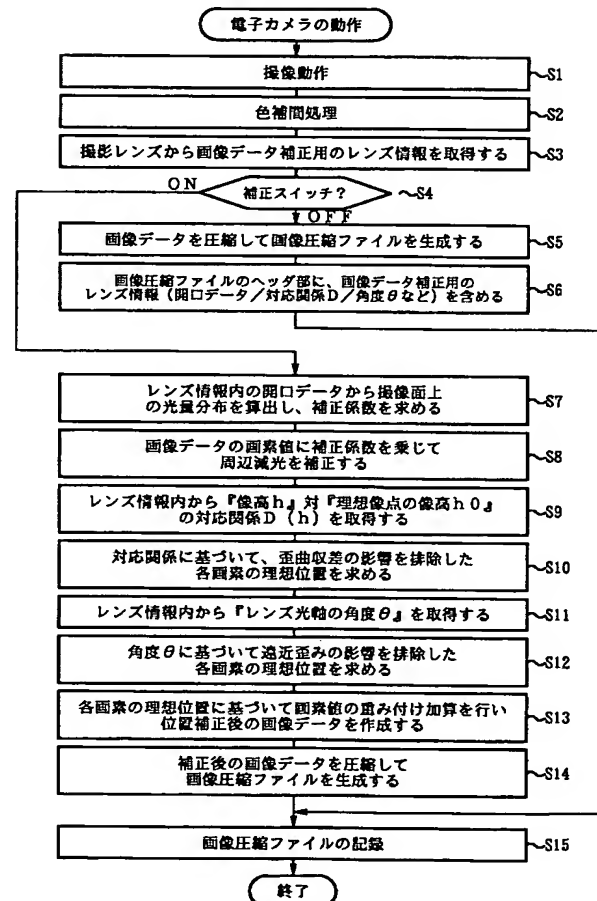 電子カメラの動作
撮像動作
~S1
色補間処理
~S2
撮影レンズから画像データ補正用のレンズ情報を取得する
~S3
ON
補正スイッチ?
~S4
OFF
画像データを圧縮して画像圧縮ファイルを生成する
~S5
画像圧縮ファイルのヘッダ部に、画像データ補正用の
レンズ情報(開口データ/対応関係D/角度θなど)を含める
~S6
レンズ情報内の開口データから撮像面上
の光量分布を算出し、補正係数を求める
~S7
画像データの画素値に補正係数を乗じて
周辺減光を補正する
~S8
レンズ情報内から『像高h』対『理想像点の像高h0』
の対応関係D(h)を取得する
~S9
対応関係に基づいて、歪曲収差の影響を排除した
各画素の理想位置を求める
~S10
レンズ情報内から『レンズ光軸の角度θ』を取得する
~S11
角度θに基づいて遠近歪みの影響を排除した
各画素の理想位置を求める
~S12
各画素の理想位置に基づいて画素値の重み付け加算を行い
位置補正後の画像データを作成する
~S13
補正後の画像データを圧縮して
画像圧縮ファイルを生成する
~S14
画像圧縮ファイルの記録
~S15
終了